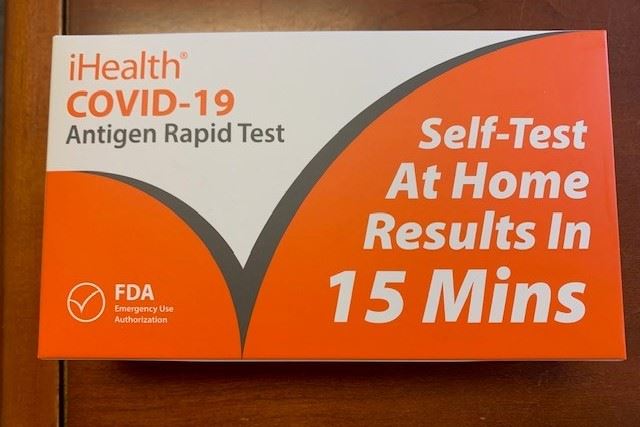 iHealth®
COVID-19
Antigen Rapid Test
Self-Test
At Home
Results In
15 Mins
FDA
Emergency Use
Authorization